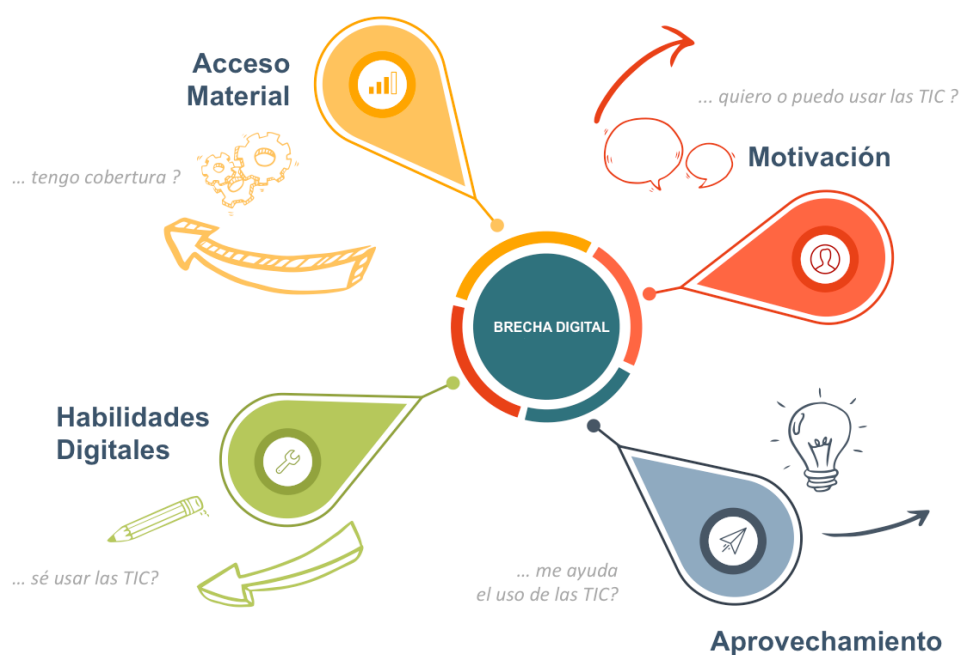 Acceso
Material
... tengo cobertura ?
... quiero o puedo usar las TIC ?
Motivación
BRECHA DIGITAL
Habilidades
Digitales
... sé usar las TIC?
... me ayuda
el uso de las TIC?
Aprovechamiento